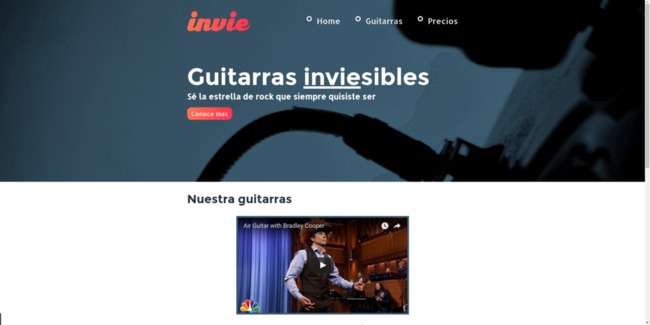 invie
Home
Guitarras
Precios
Guitarras inviesibles
Sé la estrella de rock que siempre quisiste ser
Conoce mas
Nuestra guitarras
Air Guitar with Bradley Cooper